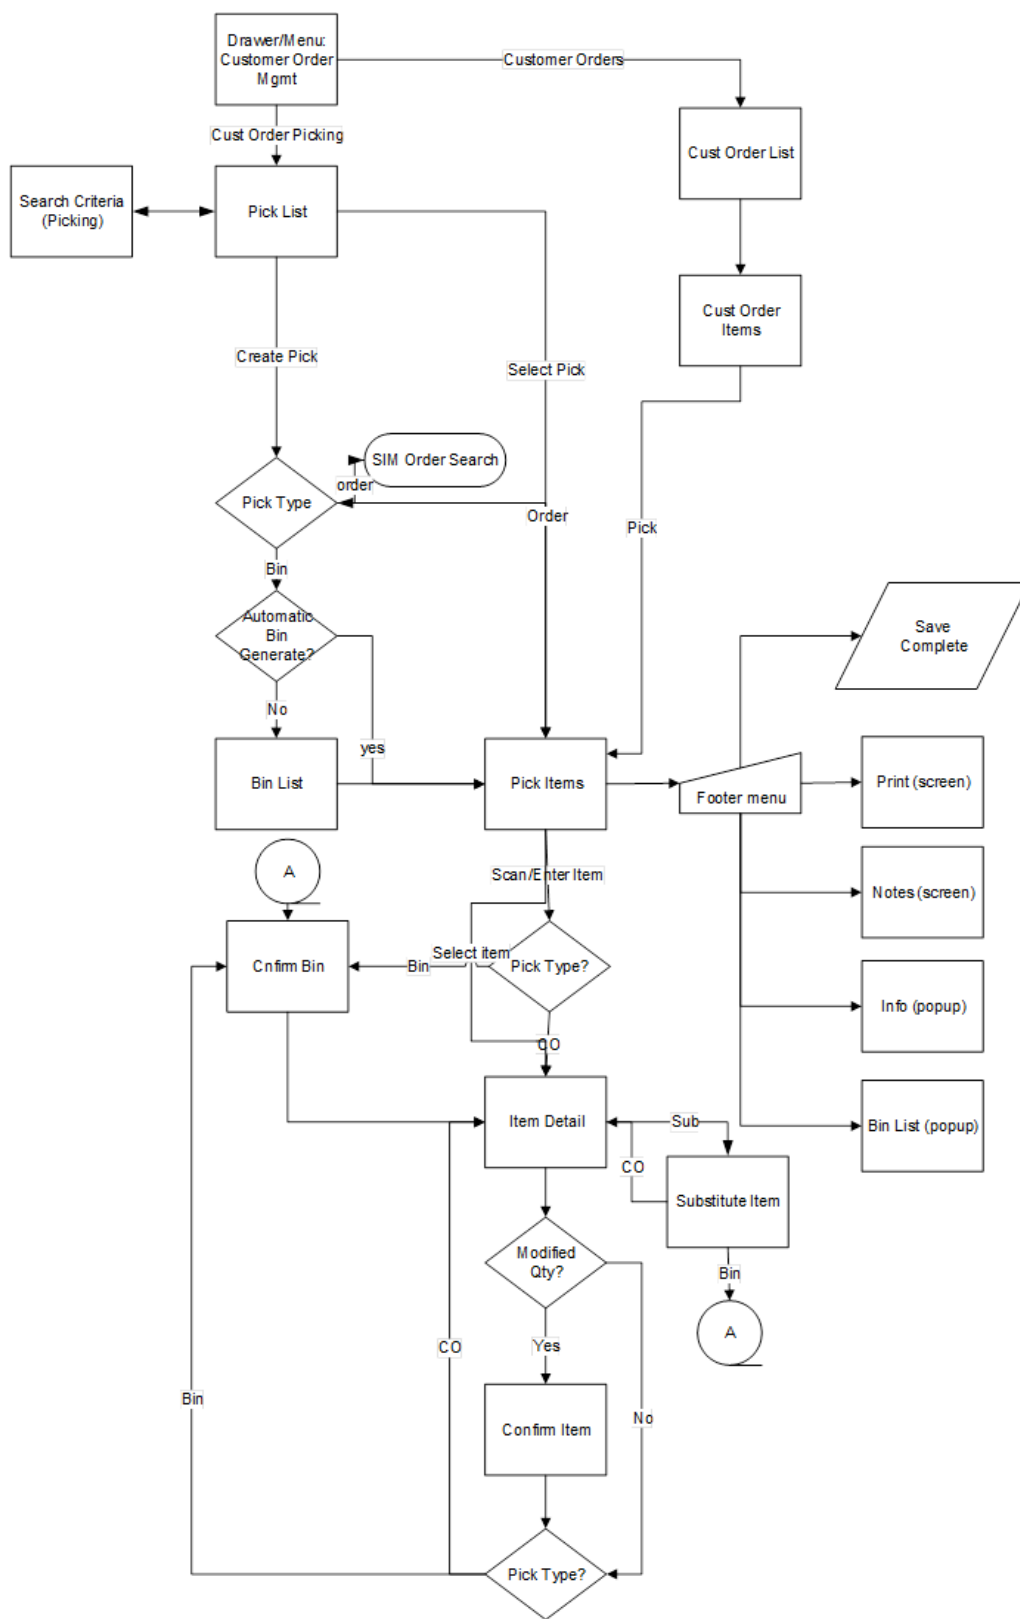 Drawer/Menu:
Customer Order
Mgmt
Customer Orders
Cust Order Picking
Cust Order List
Search Criteria
(Picking)
Pick List
Cust Order
Items
Create Pick
Select Pick
SIM Order Search
order
Pick Type
Order
Pick
Bin
Automatic
Bin
Generate?
Save
Complete
No
yes
Bin List
Pick Items
Footer menu
Print (screen)
A
Scan/Enter Item
Notes (screen)
Select item
Cnfirm Bin
Bin
Pick Type?
Info (popup)
CO
Item Detail
Sub
Bin List (popup)
CO
Substitute Item
Modified
Qty?
Bin
A
Yes
CO
Bin
No
Confirm Item
Pick Type?